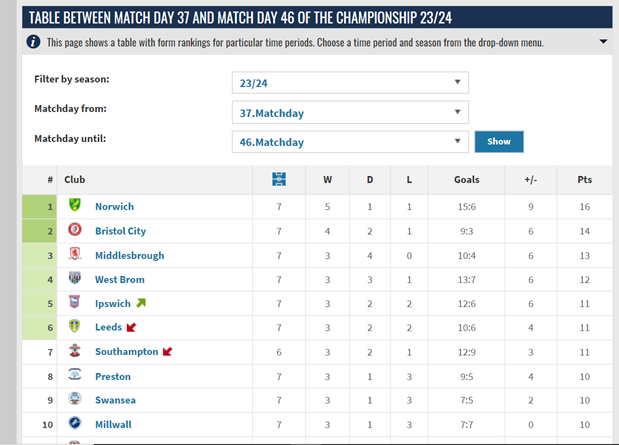 TABLE BETWEEN MATCH DAY 37 AND MATCH DAY 46 OF THE CHAMPIONSHIP 23/24
i This page shows a table with form rankings for particular time periods. Choose a time period and season from the drop-down menu.
Filter by season: 23/24
Matchday from: 37.Matchday
Matchday until: 46.Matchday Show
# Club W D L Goals +/- Pts
1 Norwich 7 5 1 1 15:6 9 16
2 Bristol City 7 4 2 1 9:3 6 14
3 Middlesbrough 7 3 4 0 10:4 6 13
4 West Brom 7 3 3 1 13:7 6 12
5 Ipswich 7 3 2 2 12:6 6 11
6 Leeds 7 3 2 2 10:6 4 11
7 Southampton 6 3 2 1 12:9 3 11
8 Preston 7 3 1 3 9:5 4 10
9 Swansea 7 3 1 3 7:5 2 10
10 Millwall 7 3 1 3 7:7 0 10